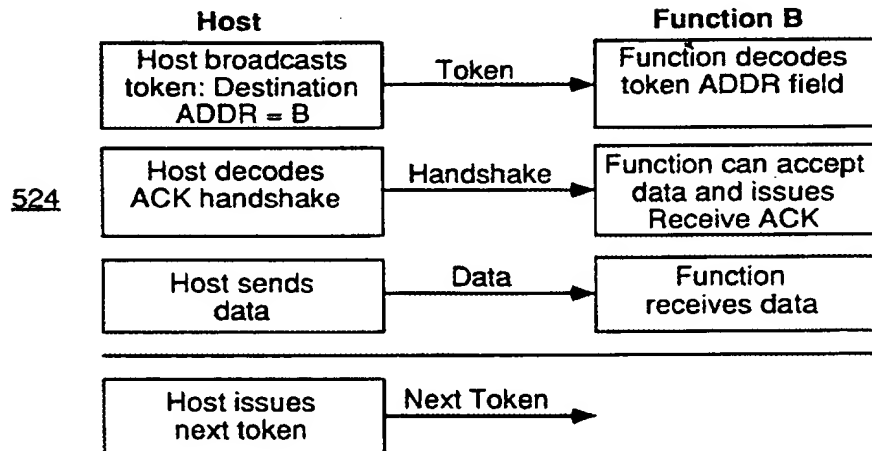 Host
Function B
Host broadcasts
token: Destination
ADDR = B
Token
Function decodes
token ADDR field
524
Host decodes
ACK handshake
Handshake
Function can accept
data and issues
Receive ACK
Host sends
data
Data
Function
receives data
Host issues
next token
Next Token